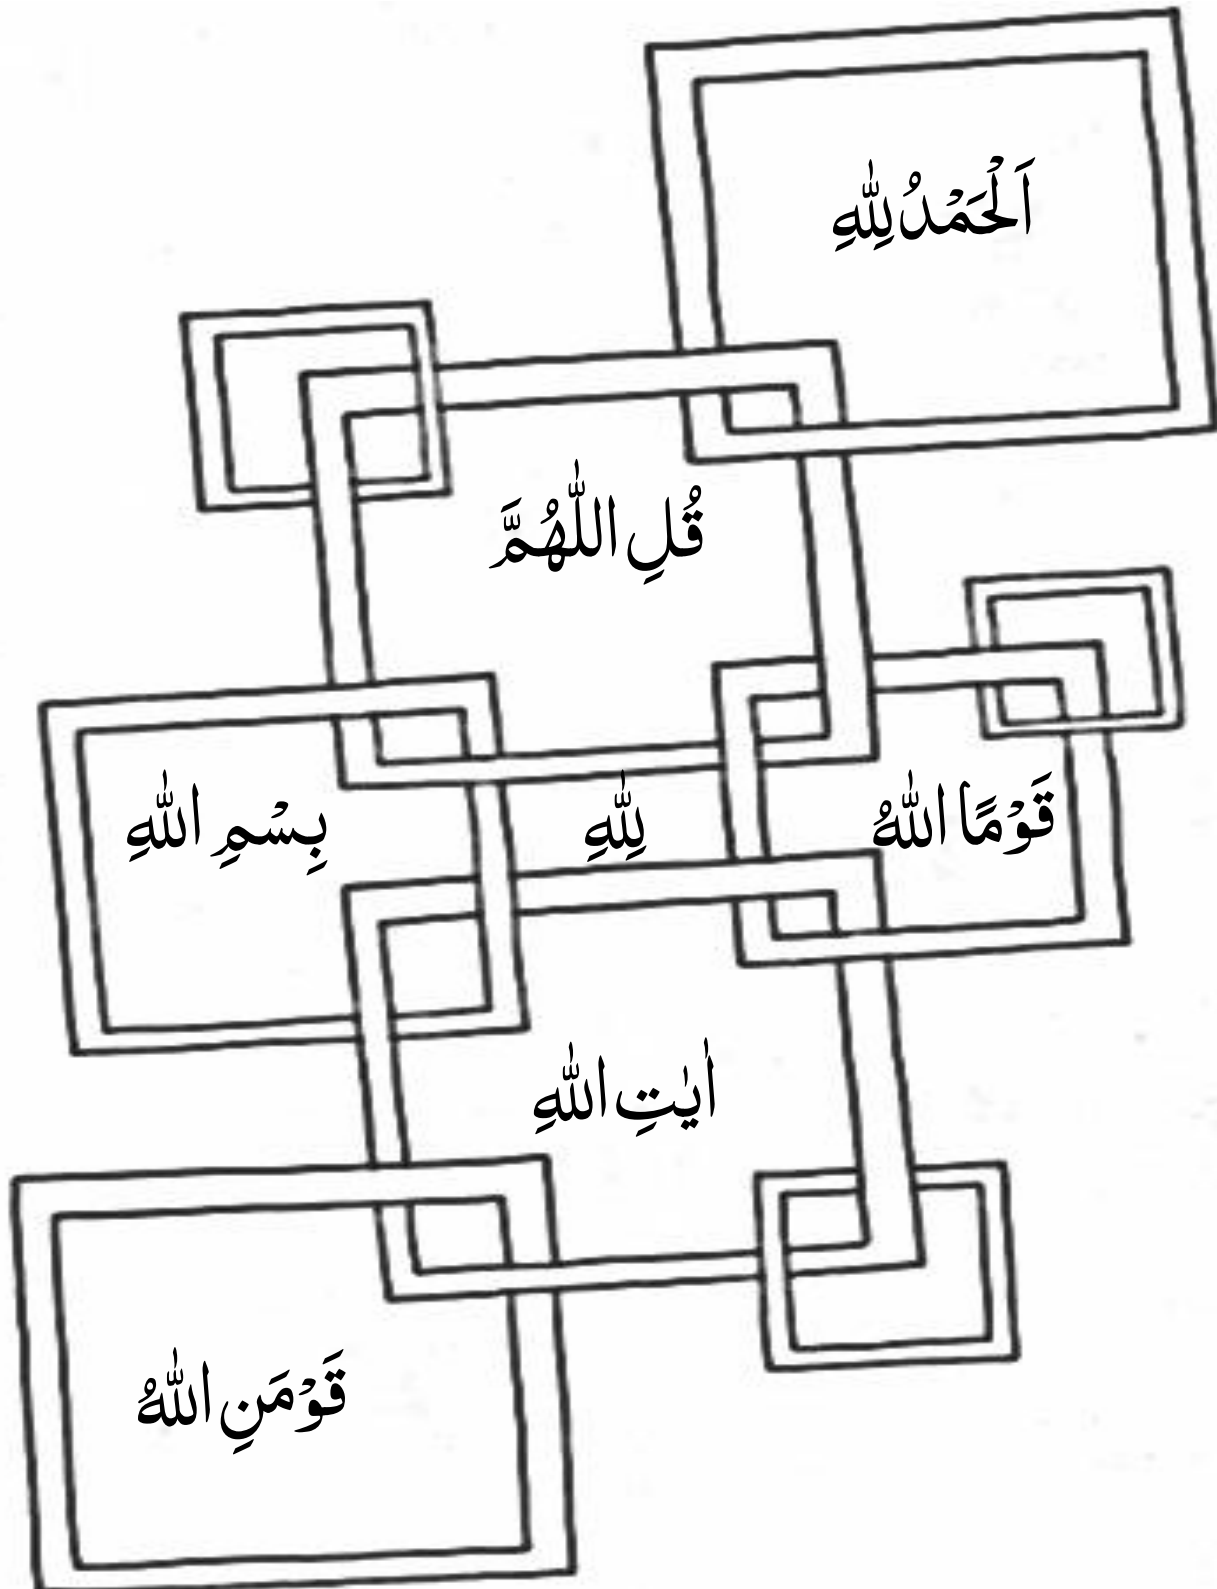 اَلْحَمْدُ لِلّٰهِ
قُلِ اللّٰهُمَّ
قَوْمًا اللّٰهُ
لِلّٰهِ
بِسْمِ اللّٰهِ
اٰيٰتِ اللّٰهِ
قَوْمَنِ اللّٰهُ